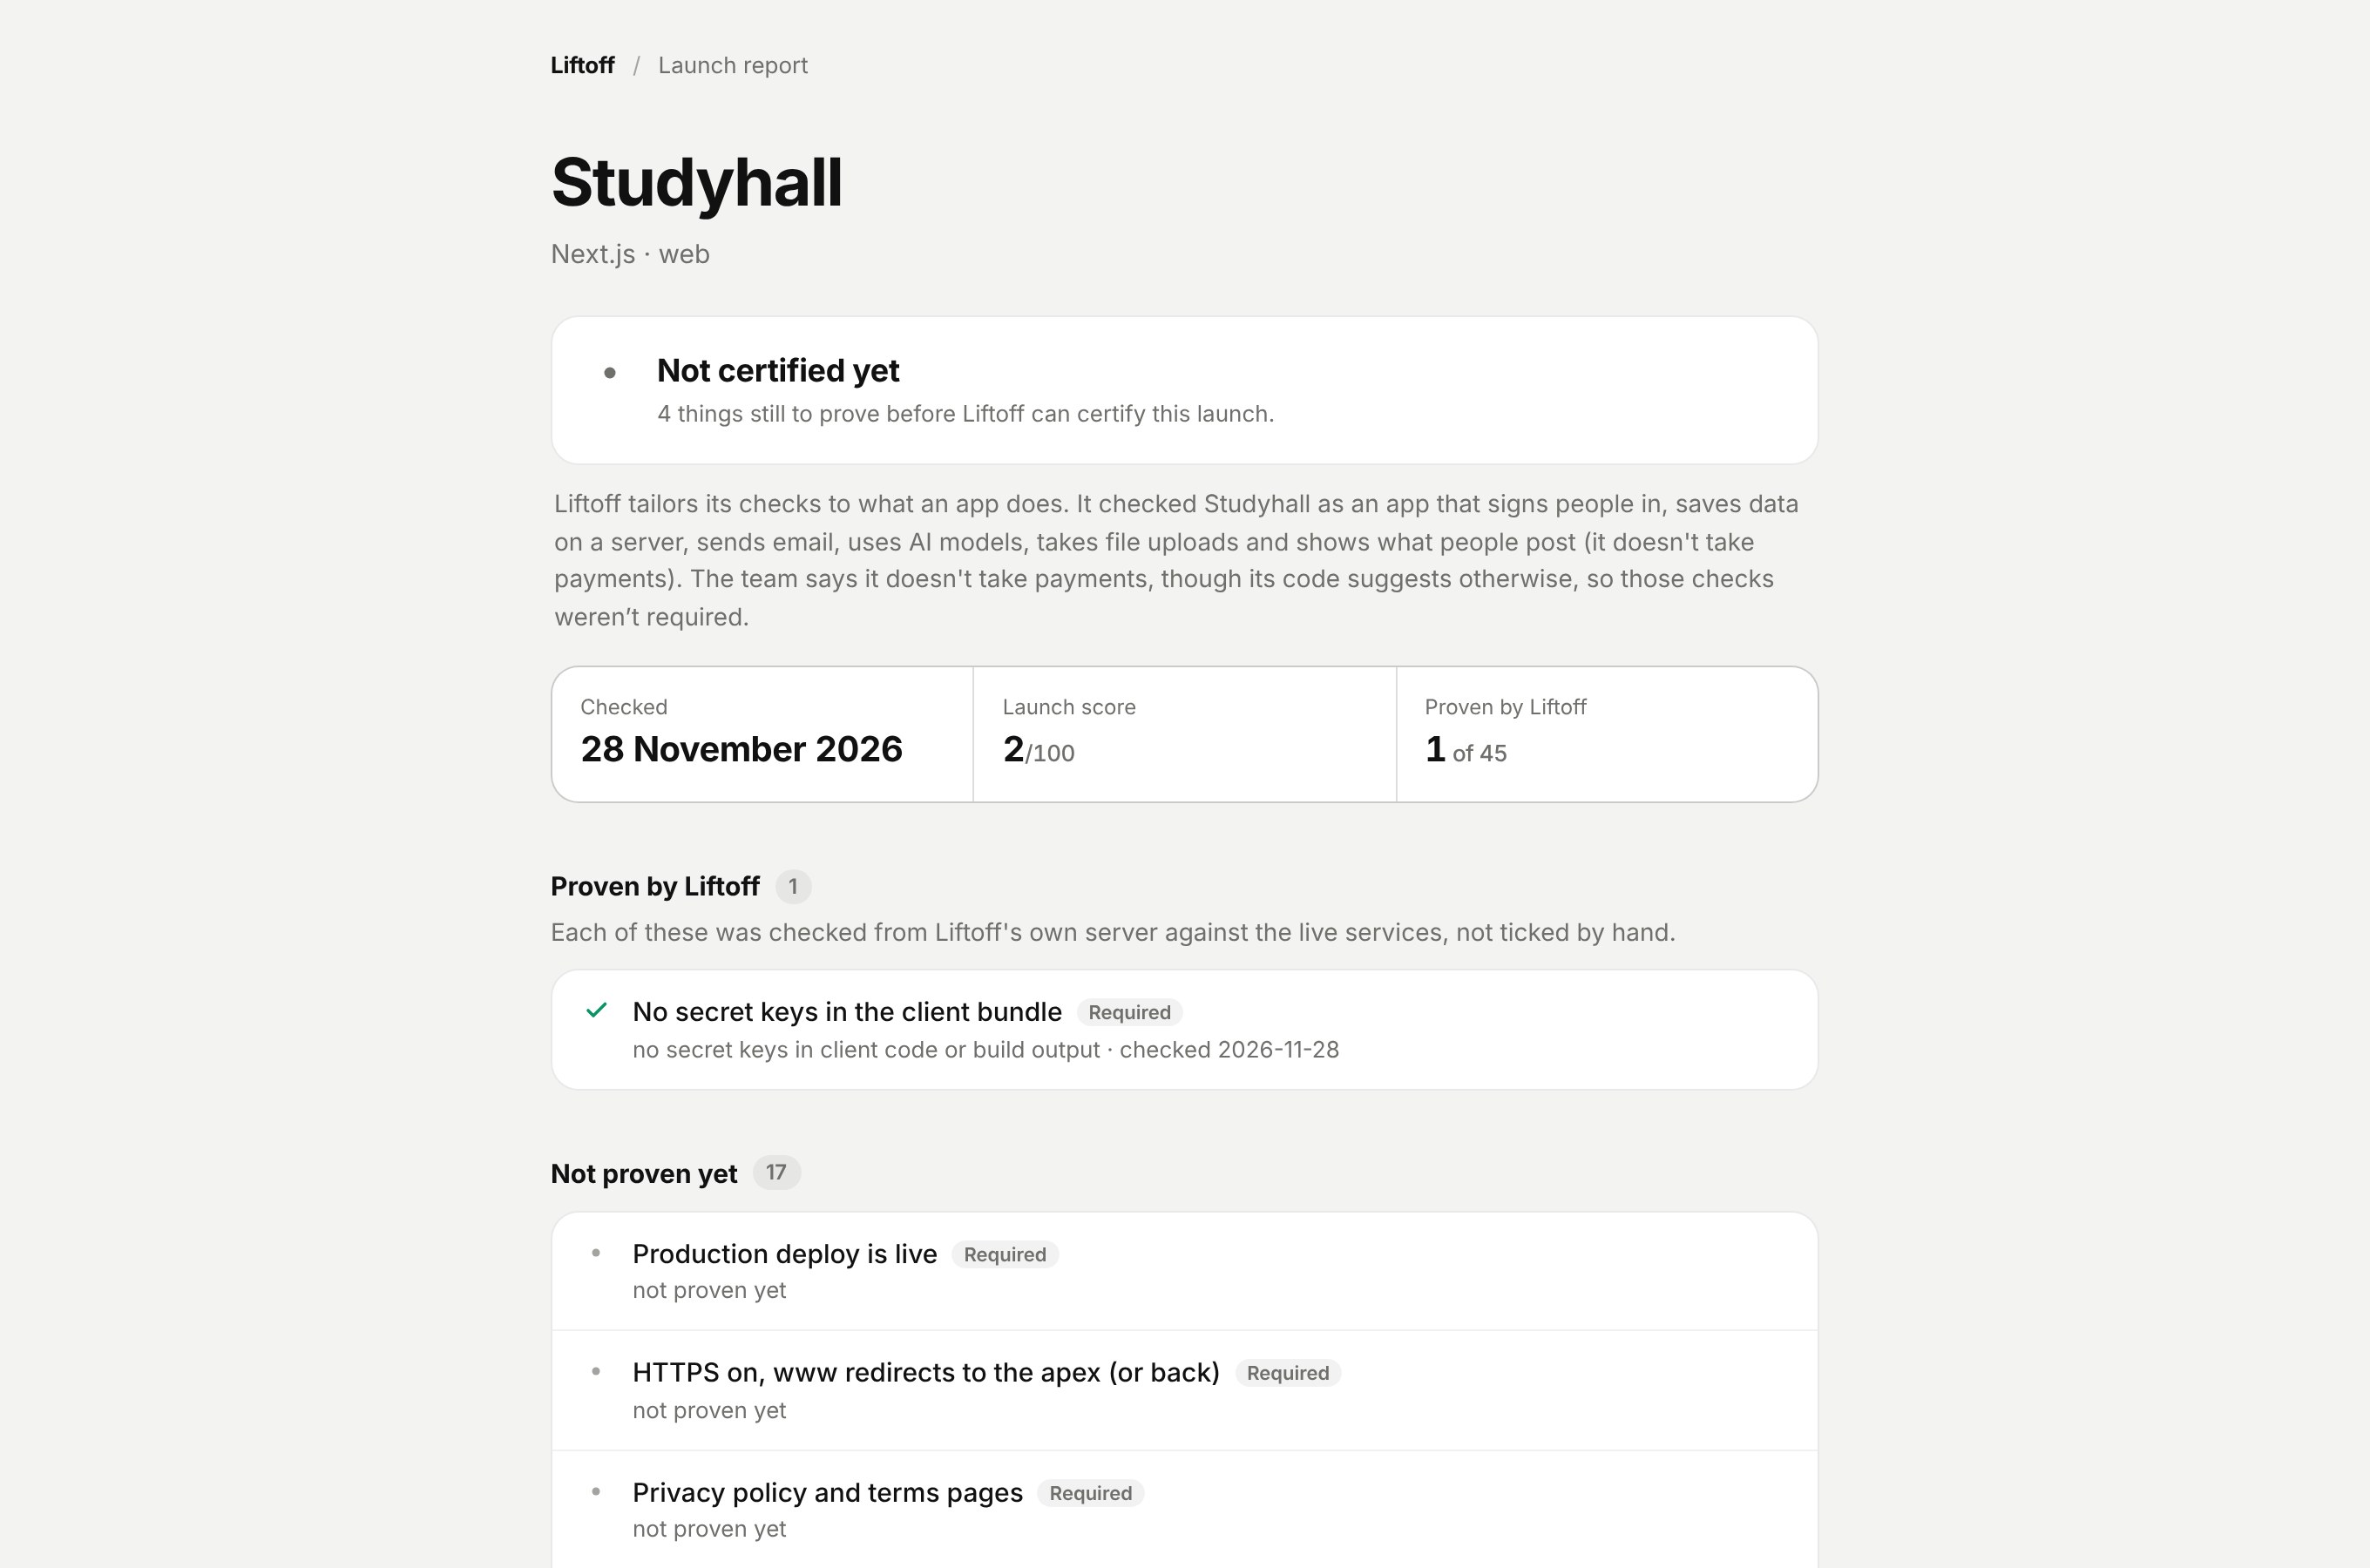 Liftoff / Launch report
Studyhall
Next.js · web
Not certified yet
4 things still to prove before Liftoff can certify this launch.
Liftoff tailors its checks to what an app does. It checked Studyhall as an app that signs people in, saves data
on a server, sends email, uses AI models, takes file uploads and shows what people post (it doesn't take
payments). The team says it doesn't take payments, though its code suggests otherwise, so those checks
weren’t required.
Checked
28 November 2026
Launch score
2/100
Proven by Liftoff
1 of 45
Proven by Liftoff 1
Each of these was checked from Liftoff's own server against the live services, not ticked by hand.
No secret keys in the client bundle Required
no secret keys in client code or build output · checked 2026-11-28
Not proven yet 17
Production deploy is live Required
not proven yet
HTTPS on, www redirects to the apex (or back) Required
not proven yet
Privacy policy and terms pages Required
not proven yet